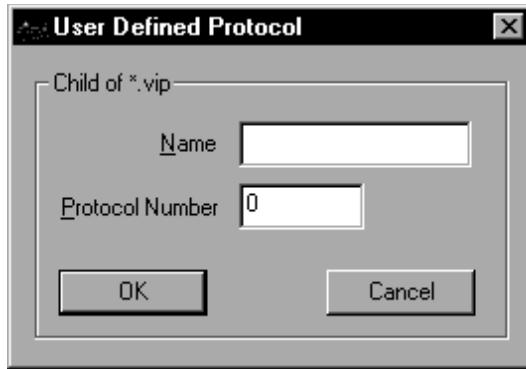 User Defined Protocol
Child of *.vip
Name
Protocol Number 0
OK Cancel